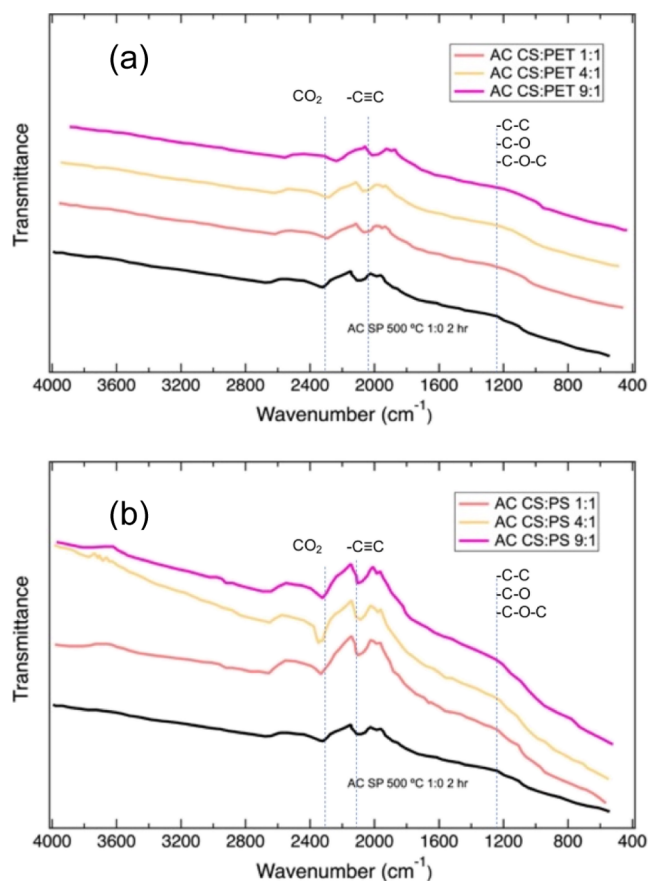 (a)
AC CS:PET 1:1
AC CS:PET 4:1
AC CS:PET 9:1
CO₂
-C≡C
-C-C
-C-O
-C-O-C
Transmittance
AC SP 500 ºC 1:0 2 hr
4000 3600 3200 2800 2400 2000 1600 1200 800 400
Wavenumber (cm⁻¹)
(b)
AC CS:PS 1:1
AC CS:PS 4:1
AC CS:PS 9:1
CO₂
-C≡C
-C-C
-C-O
-C-O-C
Transmittance
AC SP 500 ºC 1:0 2 hr
4000 3600 3200 2800 2400 2000 1600 1200 800 400
Wavenumber (cm⁻¹)